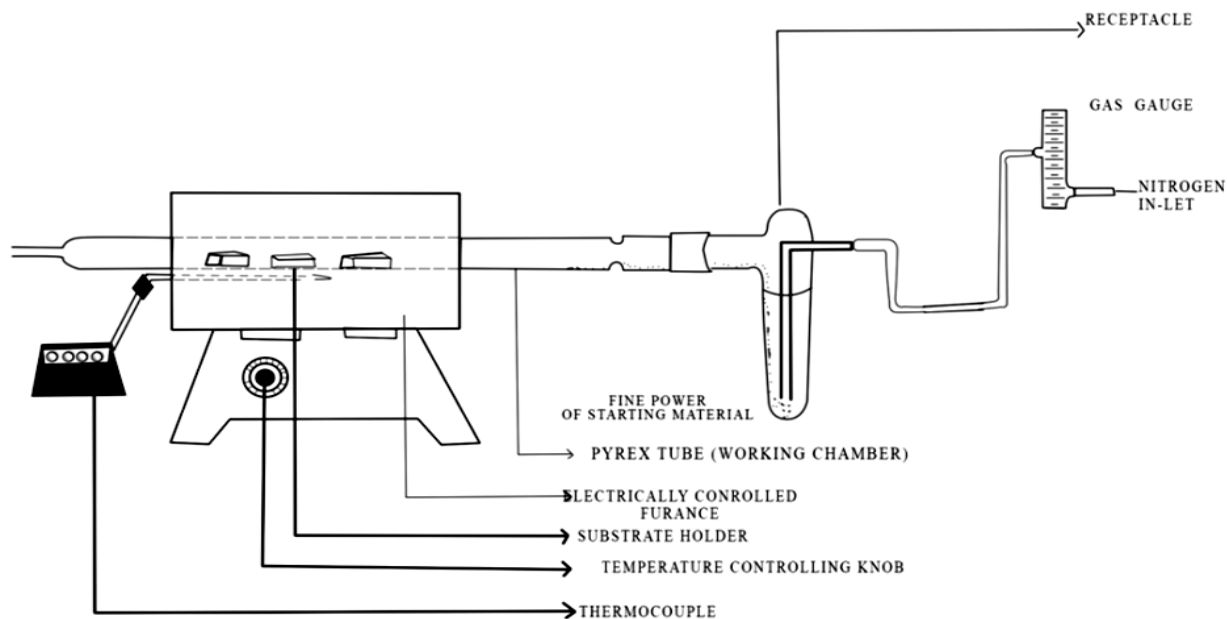 RECEPTACLE
GAS GAUGE
NITROGEN
IN-LET
FINE POWER
OF STARTING MATERIAL
PYREX TUBE (WORKING CHAMBER)
ELECTRICALLY CONROLLED
FURANCE
SUBSTRATE HOLDER
TEMPERATURE CONTROLLING KNOB
THERMOCOUPLE